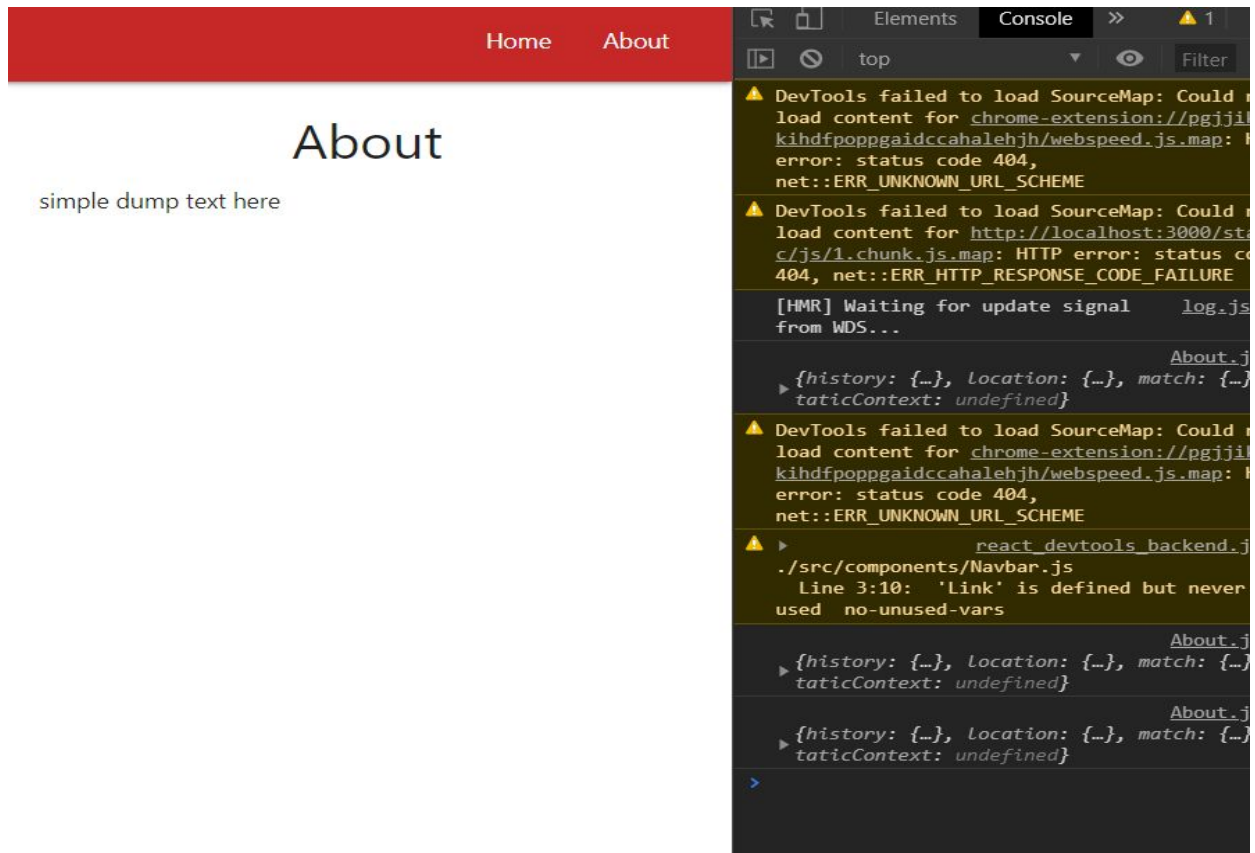 Home About
About
simple dump text here
Elements Console » 1
top Filter
DevTools failed to load SourceMap: Could
load content for chrome-extension://
kihdfpoppgaidccahalehjh/webspeed.js.map:
error: status code 404,
net::ERR_UNKNOWN_URL_SCHEME
DevTools failed to load SourceMap: Could
load content for http://localhost:3000/sta
c/js/1.chunk.js.map: HTTP error: status
404, net::ERR_HTTP_RESPONSE_CODE_FAILURE
[HMR] Waiting for update signal log.js
from WDS...
About.j
{history: {…}, location: {…}, match: {…}
taticContext: undefined}
DevTools failed to load SourceMap: Could
load content for chrome-extension://
kihdfpoppgaidccahalehjh/webspeed.js.map:
error: status code 404,
net::ERR_UNKNOWN_URL_SCHEME
react_devtools_backend.j
./src/components/Navbar.js
Line 3:10: 'Link' is defined but never
used no-unused-vars
About.j
{history: {…}, location: {…}, match: {…}
taticContext: undefined}
About.j
{history: {…}, location: {…}, match: {…}
taticContext: undefined}
>